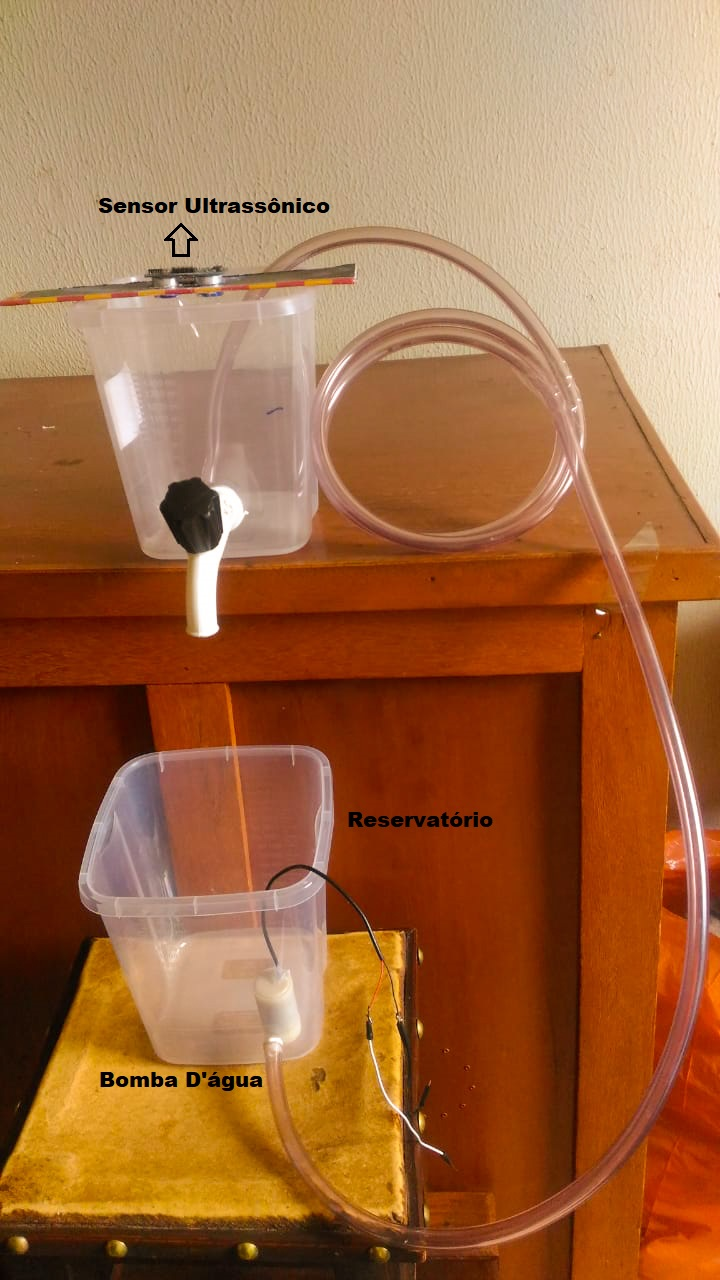 Sensor Ultrassônico
Reservatório
Bomba D'água